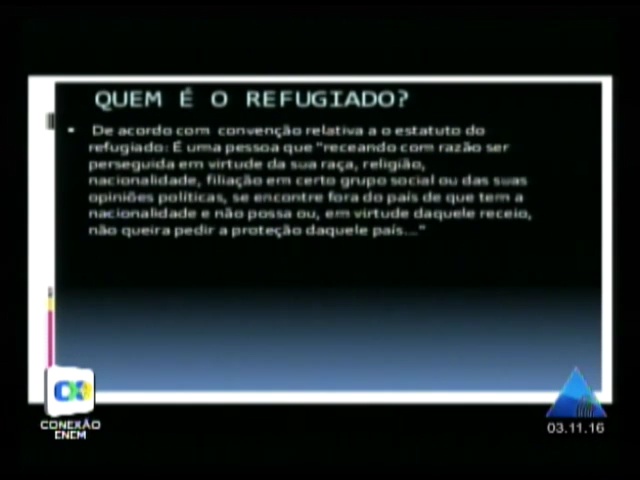 QUEM É O REFUGIADO?
De acordo com convenção relativa a o estatuto do
refugiado: É uma pessoa que "receando com razão ser
perseguida em virtude da sua raça, religião,
nacionalidade, filiação em certo grupo social ou das suas
opiniões políticas, se encontre fora do país de que tem a
nacionalidade e não possa ou, em virtude daquele receio,
não queira pedir a proteção daquele país..."
CONEXÃO
ENEM
03.11.16